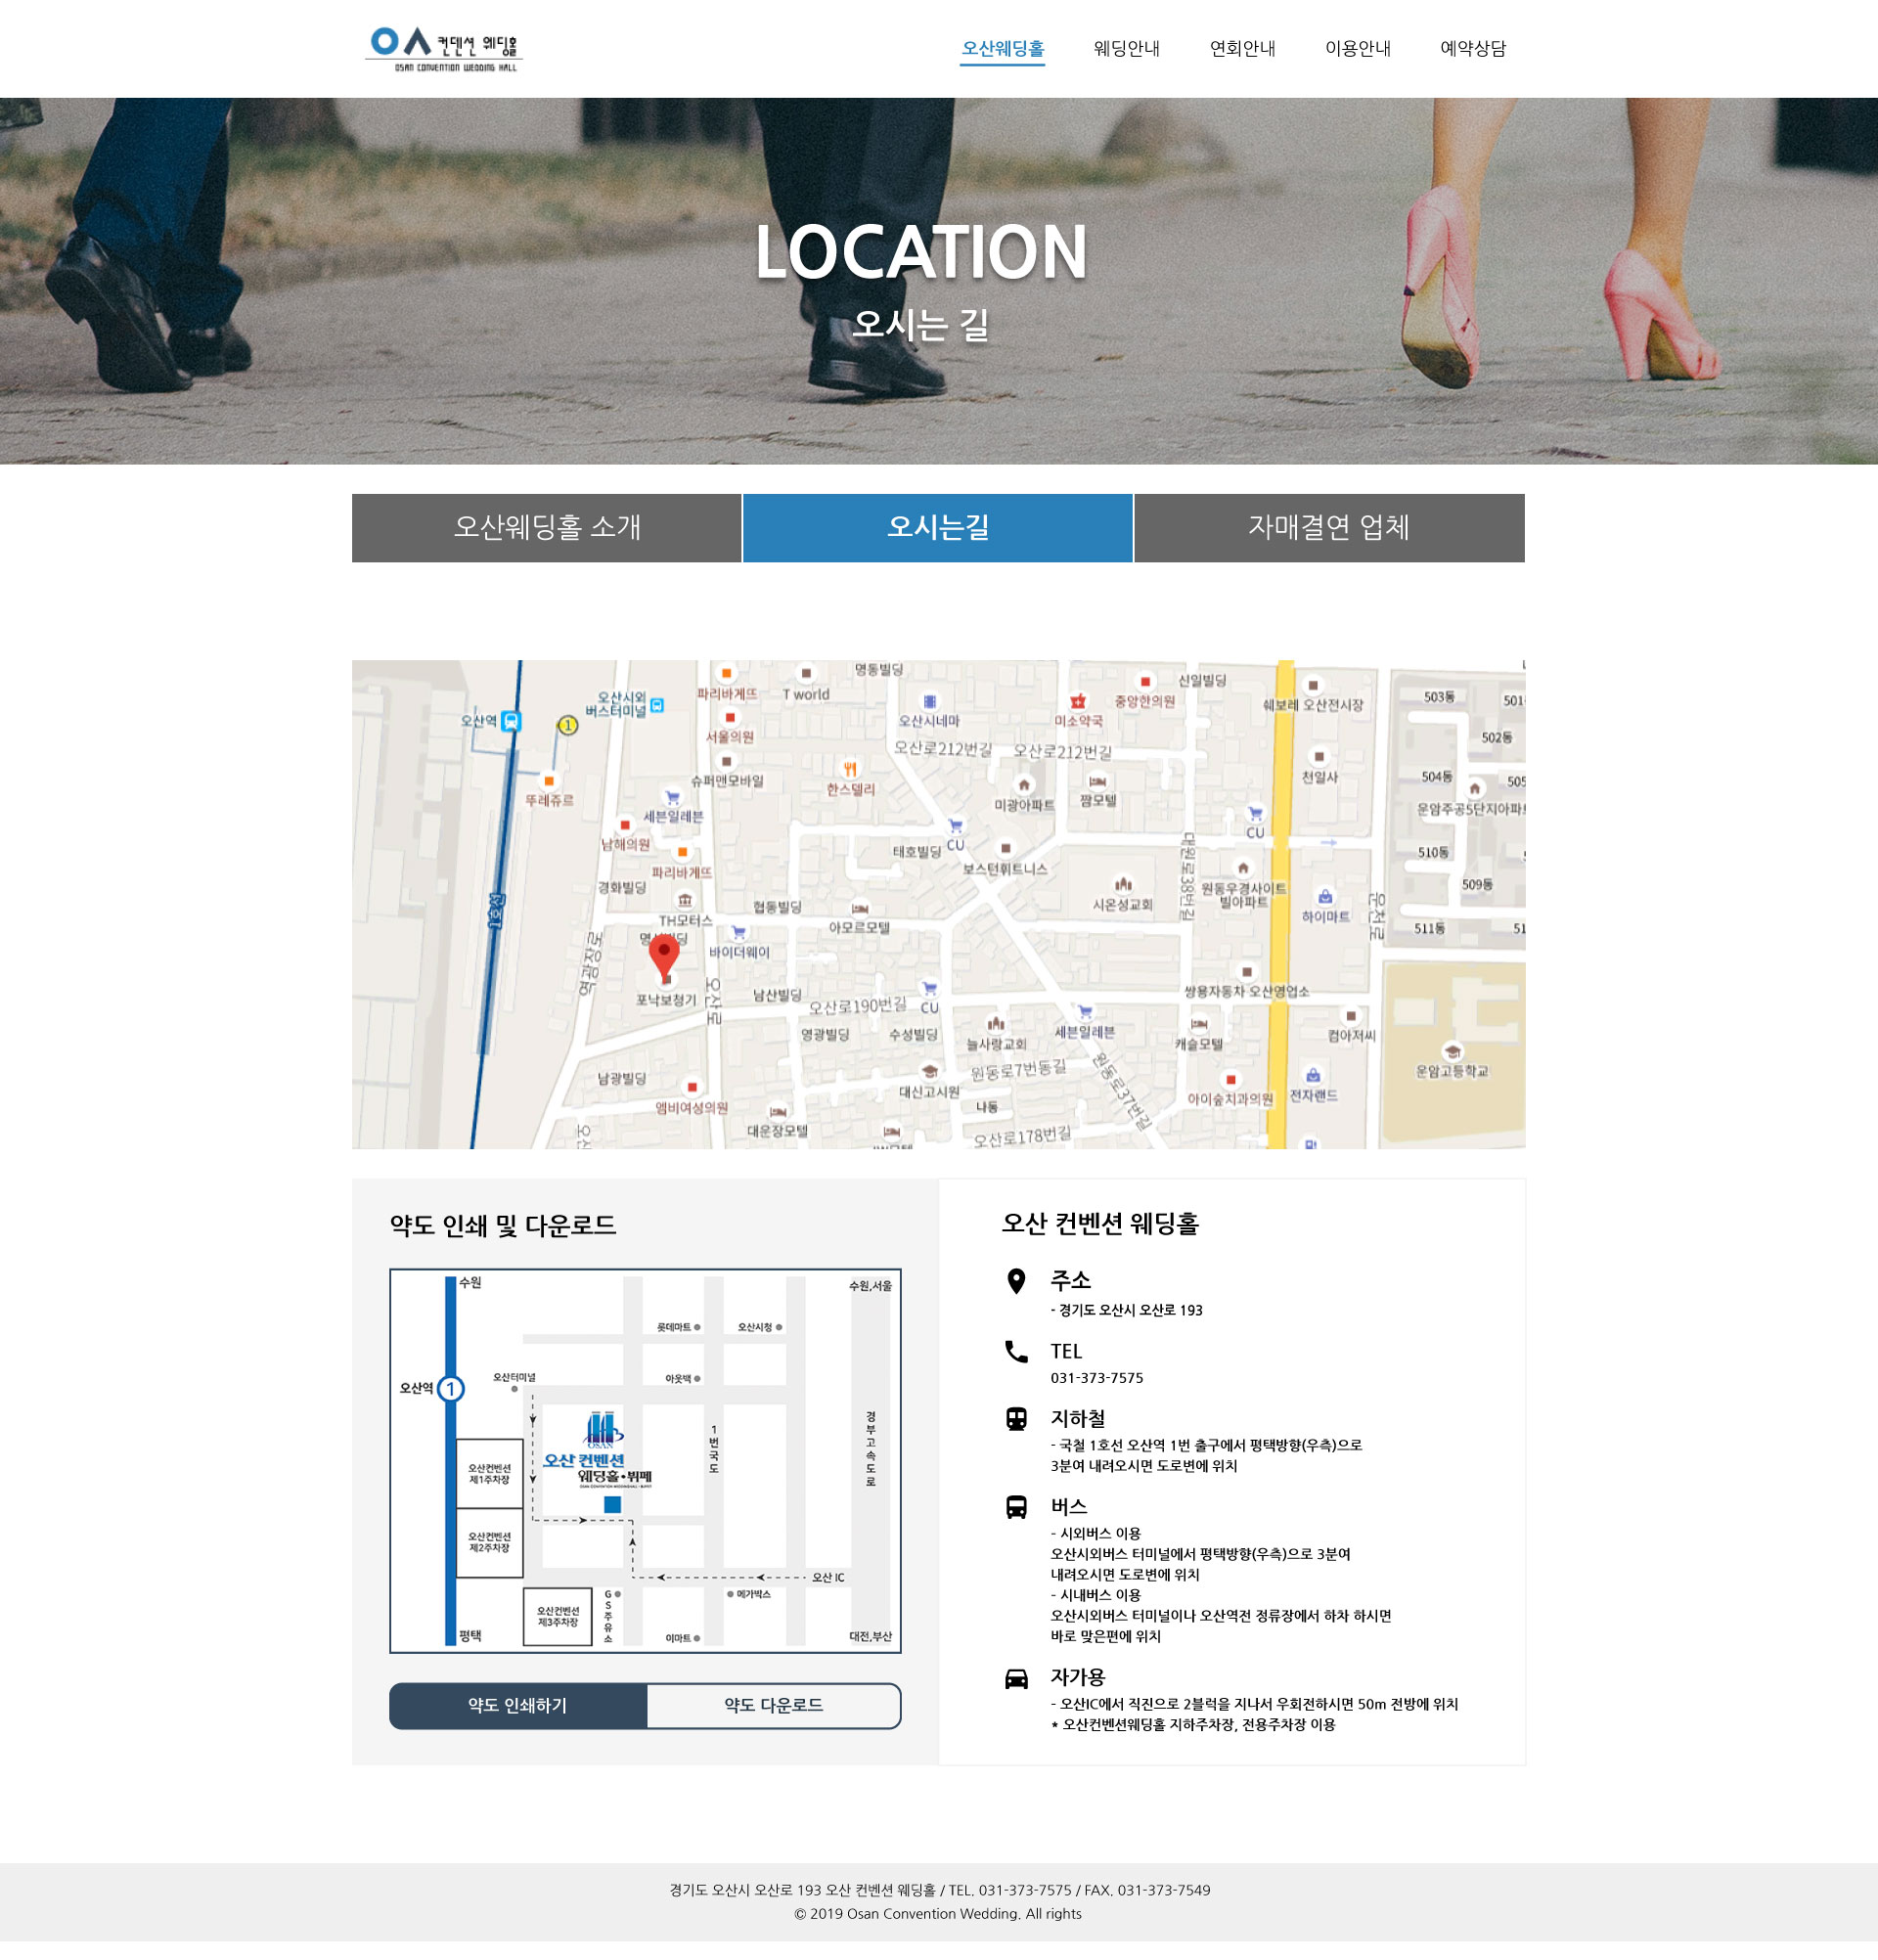 컨덴션 웨딩홀
OSAN CONVENTION WEDDING HALL
오산웨딩홀 웨딩안내 연회안내 이용안내 예약상담
LOCATION
오시는 길
오산웨딩홀 소개 오시는길 자매결연 업체
명동빌딩
파리바게뜨 T world 신일빌딩
오산시외
버스터미널
중앙한의원 503동 501
오산역 1 서울의원 오산시네마 미소약국 쉐보레 오산전시장
502동
오산로212번길 오산로212번길
슈퍼맨모바일 천일사 504동 505
뚜레쥬르 한스델리 미광아파트 짬모텔
운암주공5단지아파트
세븐일레븐 CU
남해의원 태호빌딩 CU 510동
파리바게뜨 보스턴휘트니스
경화빌딩 509동
원동우경사이트
빌아파트
1호선 협동빌딩 시온성교회 대원로38번길 하이마트 운천로
TH모터스 아모르모텔 511동 51
바이더웨이
역광장로
포낙보청기 오산로 남산빌딩 오산로190번길 CU 쌍용자동차 오산영업소
영광빌딩 수성빌딩 늘사랑교회 세븐일레븐 캐슬모텔 컴아저씨
남광빌딩 대신고시원 원동로7번동길 원동로37번길 운암고등학교
엠비여성의원 나동 아이숲치과의원 전자랜드
대운장모텔 오산로178번길
약도 인쇄 및 다운로드
수원 수원,서울
롯데마트 오산시청
오산터미널 아웃백
오산역 1
OSAN
오산 컨벤션
웨딩홀•뷔페
OSAN CONVENTION WEDDINGHALL • BUFFET
1번국도
경부고속도로
오산컨벤션
제1주차장
오산컨벤션
제2주차장
오산 IC
오산컨벤션
제3주차장
GS주유소
메가박스
이마트
평택 대전,부산
약도 인쇄하기 약도 다운로드
오산 컨벤션 웨딩홀
주소
- 경기도 오산시 오산로 193
TEL
031-373-7575
지하철
- 국철 1호선 오산역 1번 출구에서 평택방향(우측)으로
3분여 내려오시면 도로변에 위치
버스
- 시외버스 이용
오산시외버스 터미널에서 평택방향(우측)으로 3분여
내려오시면 도로변에 위치
- 시내버스 이용
오산시외버스 터미널이나 오산역전 정류장에서 하차 하시면
바로 맞은편에 위치
자가용
- 오산IC에서 직진으로 2블럭을 지나서 우회전하시면 50m 전방에 위치
* 오산컨벤션웨딩홀 지하주차장, 전용주차장 이용
경기도 오산시 오산로 193 오산 컨벤션 웨딩홀 / TEL. 031-373-7575 / FAX. 031-373-7549
© 2019 Osan Convention Wedding. All rights